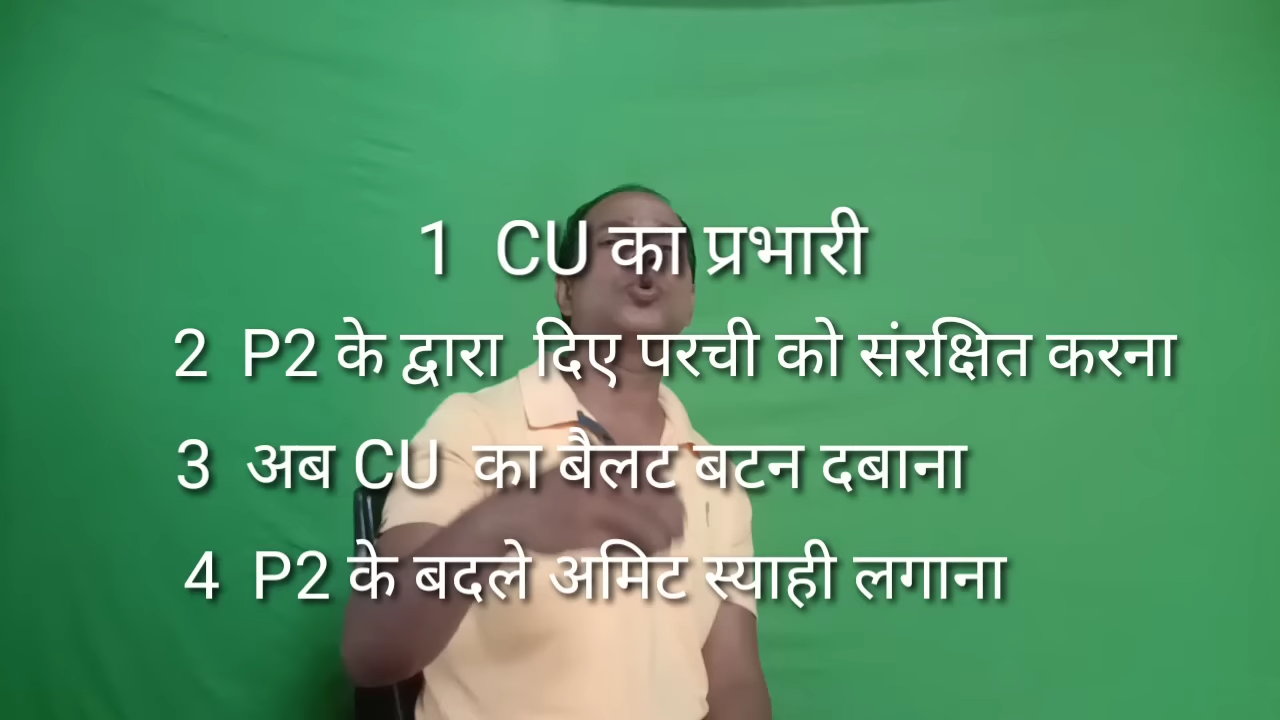 1 CU का प्रभारी
2 P2 के द्वारा दिए परची को संरक्षित करना
3 अब CU का बैलट बटन दबाना
4 P2 के बदले अमिट स्याही लगाना